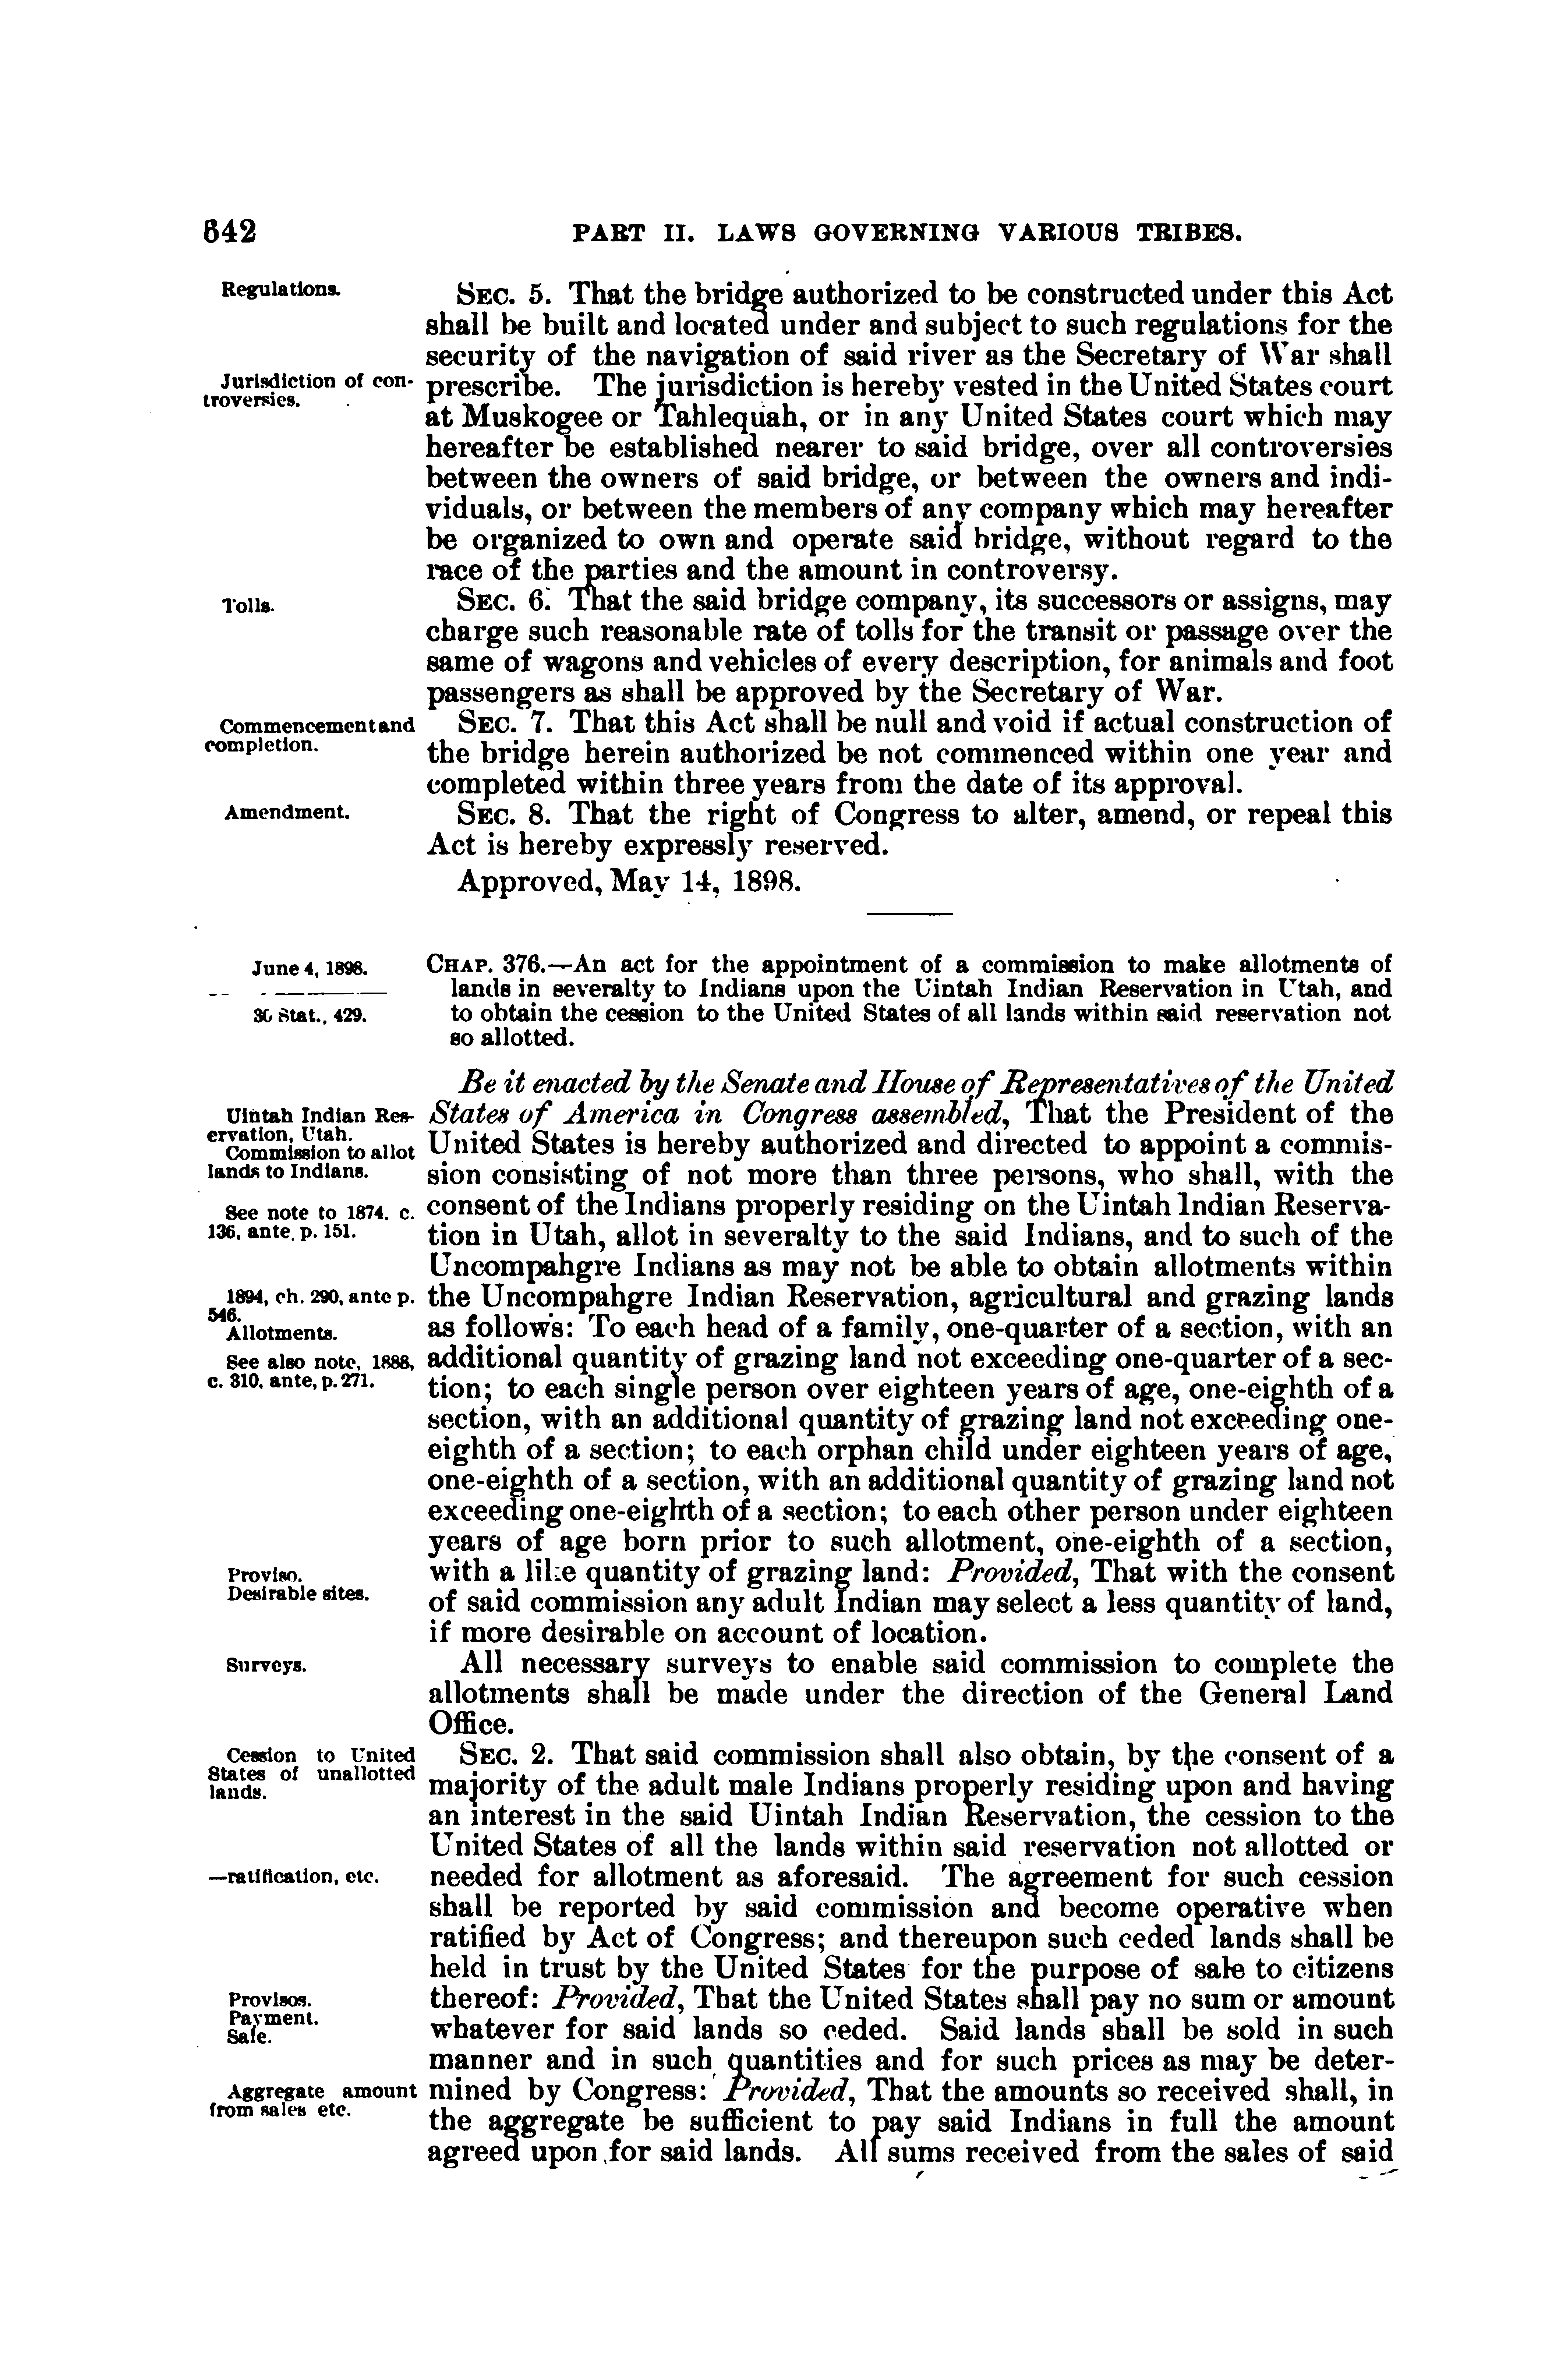 642 PART II. LAWS GOVERNING VARIOUS TRIBES.
Regulations.
SEC. 5. That the bridge authorized to be constructed under this Act
shall be built and located under and subject to such regulations for the
security of the navigation of said river as the Secretary of War shall
Jurisdiction of con-
troversies.
prescribe. The jurisdiction is hereby vested in the United States court
at Muskogee or Tahlequah, or in any United States court which may
hereafter be established nearer to said bridge, over all controversies
between the owners of said bridge, or between the owners and indi-
viduals, or between the members of any company which may hereafter
be organized to own and operate said bridge, without regard to the
race of the parties and the amount in controversy.
Tolls.
SEC. 6. That the said bridge company, its successors or assigns, may
charge such reasonable rate of tolls for the transit or passage over the
same of wagons and vehicles of every description, for animals and foot
passengers as shall be approved by the Secretary of War.
Commencement and
completion.
SEC. 7. That this Act shall be null and void if actual construction of
the bridge herein authorized be not commenced within one year and
completed within three years from the date of its approval.
Amendment.
SEC. 8. That the right of Congress to alter, amend, or repeal this
Act is hereby expressly reserved.
Approved, May 14, 1898.
June 4, 1898.
30 Stat., 429.
CHAP. 376.—An act for the appointment of a commission to make allotments of
lands in severalty to Indians upon the Uintah Indian Reservation in Utah, and
to obtain the cession to the United States of all lands within said reservation not
so allotted.
Be it enacted by the Senate and House of Representatives of the United
Uintah Indian Res-
ervation, Utah.
Commission to allot
lands to Indians.
States of America in Congress assembled, That the President of the
United States is hereby authorized and directed to appoint a commis-
sion consisting of not more than three persons, who shall, with the
See note to 1874. c.
136, ante, p. 151.
consent of the Indians properly residing on the Uintah Indian Reserva-
tion in Utah, allot in severalty to the said Indians, and to such of the
Uncompahgre Indians as may not be able to obtain allotments within
1894, ch. 290, ante p.
546.
Allotments.
the Uncompahgre Indian Reservation, agricultural and grazing lands
as follows: To each head of a family, one-quarter of a section, with an
See also note, 1888,
c. 310, ante, p. 271.
additional quantity of grazing land not exceeding one-quarter of a sec-
tion; to each single person over eighteen years of age, one-eighth of a
section, with an additional quantity of grazing land not exceeding one-
eighth of a section; to each orphan child under eighteen years of age,
one-eighth of a section, with an additional quantity of grazing land not
exceeding one-eighth of a section; to each other person under eighteen
years of age born prior to such allotment, one-eighth of a section,
Proviso.
Desirable sites.
with a like quantity of grazing land: Provided, That with the consent
of said commission any adult Indian may select a less quantity of land,
if more desirable on account of location.
Surveys.
All necessary surveys to enable said commission to complete the
allotments shall be made under the direction of the General Land
Office.
Cession to United
States of unallotted
lands.
SEC. 2. That said commission shall also obtain, by the consent of a
majority of the adult male Indians properly residing upon and having
an interest in the said Uintah Indian Reservation, the cession to the
United States of all the lands within said reservation not allotted or
—ratification, etc.
needed for allotment as aforesaid. The agreement for such cession
shall be reported by said commission and become operative when
ratified by Act of Congress; and thereupon such ceded lands shall be
held in trust by the United States for the purpose of sale to citizens
Provisos.
Payment.
Sale.
thereof: Provided, That the United States shall pay no sum or amount
whatever for said lands so ceded. Said lands shall be sold in such
manner and in such quantities and for such prices as may be deter-
Aggregate amount
from sales etc.
mined by Congress: Provided, That the amounts so received shall, in
the aggregate be sufficient to pay said Indians in full the amount
agreed upon for said lands. All sums received from the sales of said